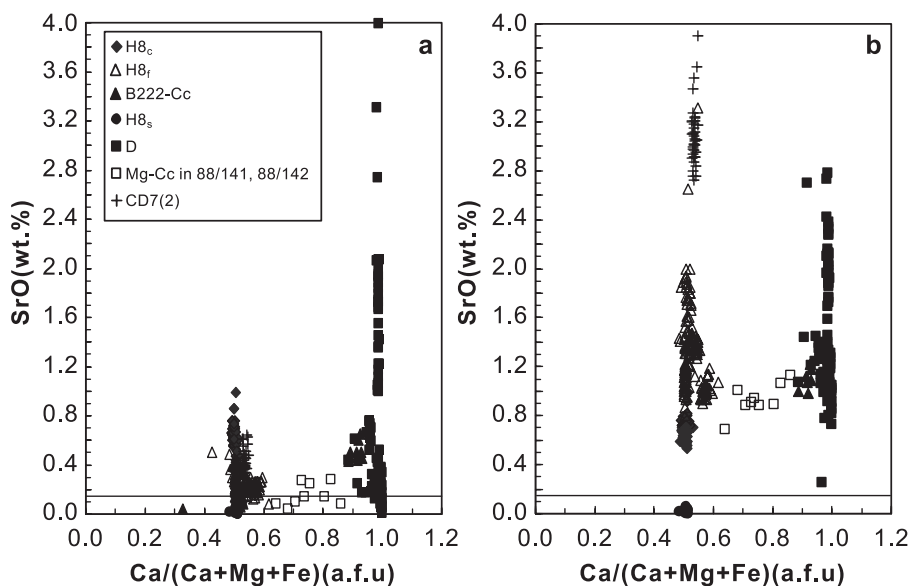 4.0
3.6
3.2
2.8
2.4
2.0
1.6
1.2
0.8
0.4
0.0
SrO(wt.%)
a
H8c
H8f
B222-Cc
H8s
D
Mg-Cc in 88/141, 88/142
CD7(2)
0.0 0.2 0.4 0.6 0.8 1.0 1.2
Ca/(Ca+Mg+Fe)(a.f.u)
4.0
3.6
3.2
2.8
2.4
2.0
1.6
1.2
0.8
0.4
0.0
SrO(wt.%)
b
0.0 0.2 0.4 0.6 0.8 1.0 1.2
Ca/(Ca+Mg+Fe)(a.f.u)